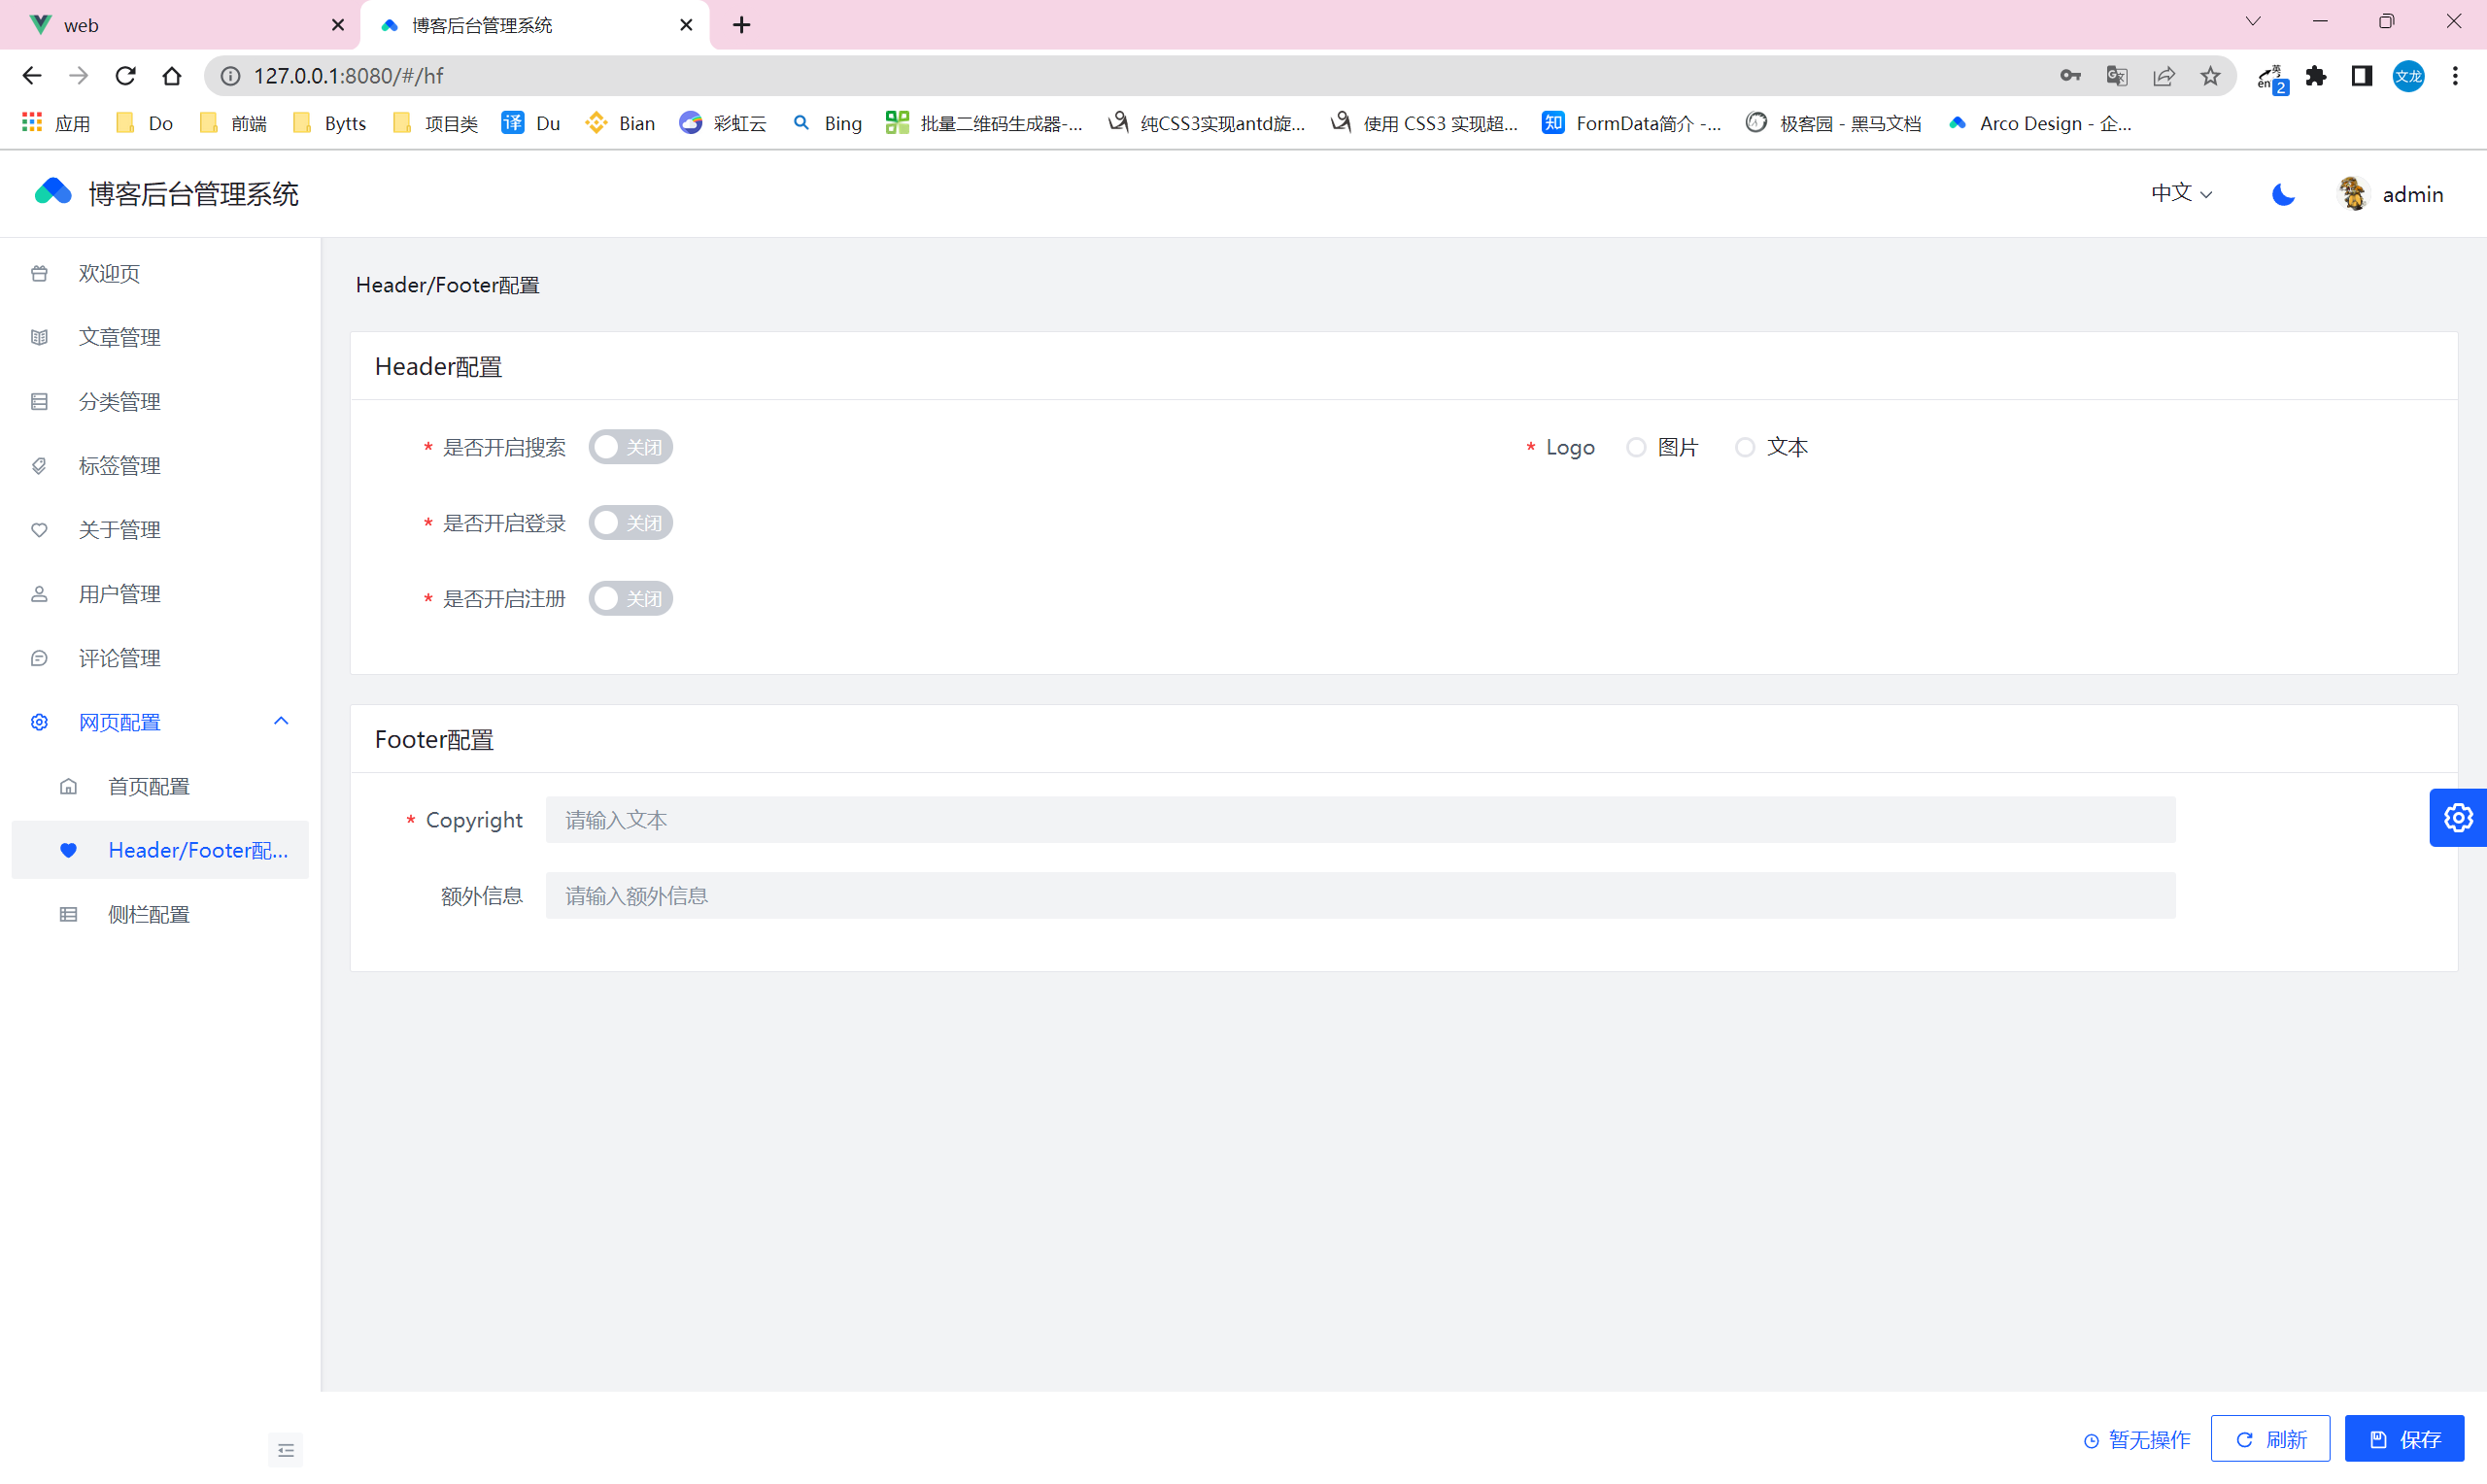 web
博客后台管理系统
127.0.0.1:8080/#/hf
英
en
2
文龙
应用
Do
前端
Bytts
项目类
译 Du
Bian
彩虹云
Bing
批量二维码生成器-...
纯CSS3实现antd旋...
使用 CSS3 实现超...
知 FormData简介 -...
极客园 - 黑马文档
Arco Design - 企...
博客后台管理系统
中文
admin
欢迎页
文章管理
分类管理
标签管理
关于管理
用户管理
评论管理
网页配置
首页配置
Header/Footer配...
侧栏配置
Header/Footer配置
Header配置
* 是否开启搜索 关闭
* Logo 图片 文本
* 是否开启登录 关闭
* 是否开启注册 关闭
Footer配置
* Copyright 请输入文本
额外信息 请输入额外信息
暂无操作
刷新
保存